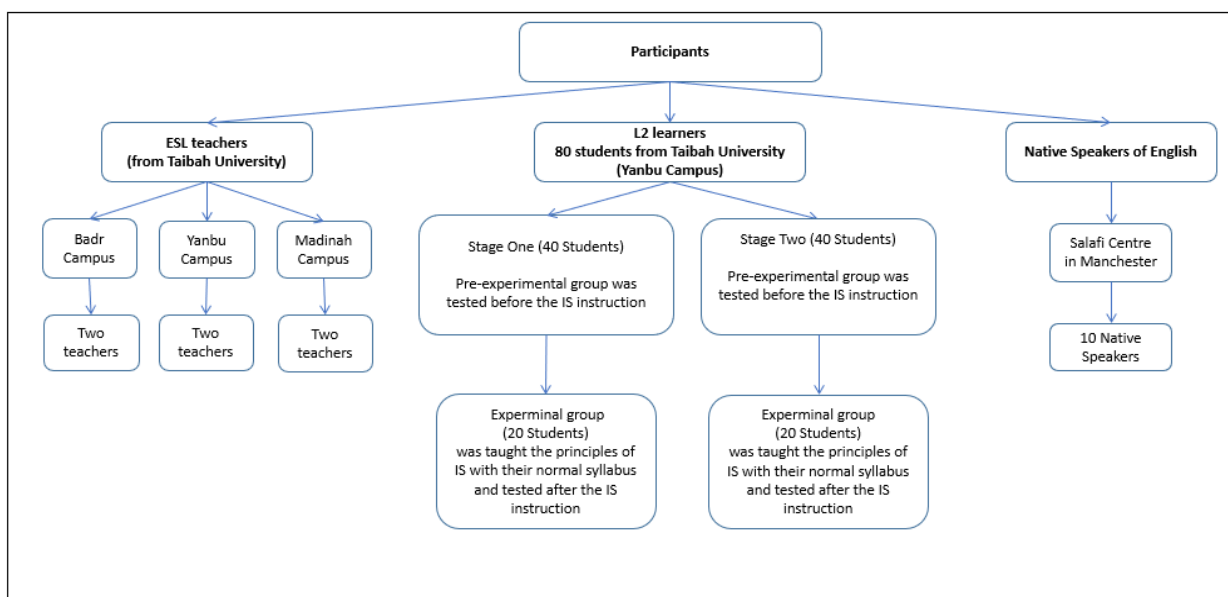 Participants
ESL teachers
(from Taibah University)
L2 learners
80 students from Taibah University
(Yanbu Campus)
Native Speakers of English
Badr
Campus
Yanbu
Campus
Madinah
Campus
Stage One (40 Students)
Pre-experimental group was
tested before the IS instruction
Stage Two (40 Students)
Pre-experimental group was
tested before the IS instruction
Salafi Centre
in Manchester
Two
teachers
Two
teachers
Two
teachers
10 Native
Speakers
Experminal group
(20 Students)
was taught the principles of
IS with their normal syllabus
and tested after the IS
instruction
Experminal group
(20 Students)
was taught the principles of
IS with their normal syllabus
and tested after the IS
instruction